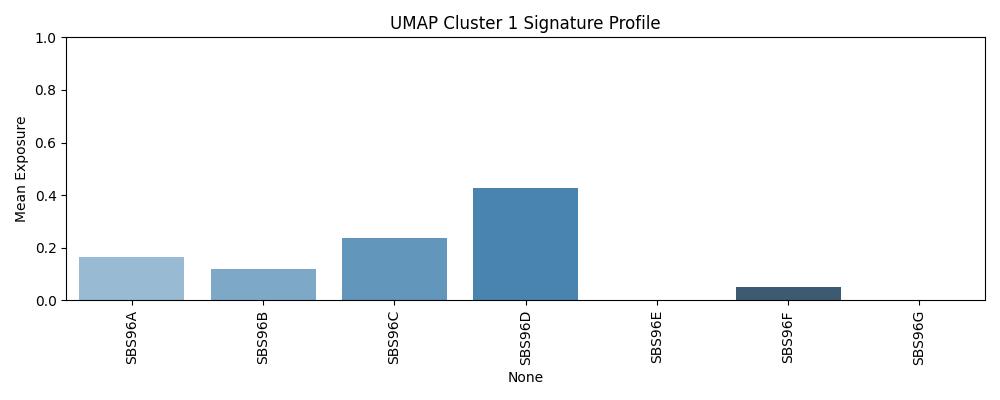 UMAP Cluster 1 Signature Profile
1.0
0.8
0.6
0.4
0.2
0.0
Mean Exposure
SBS96A
SBS96B
SBS96C
SBS96D
SBS96E
SBS96F
SBS96G
None